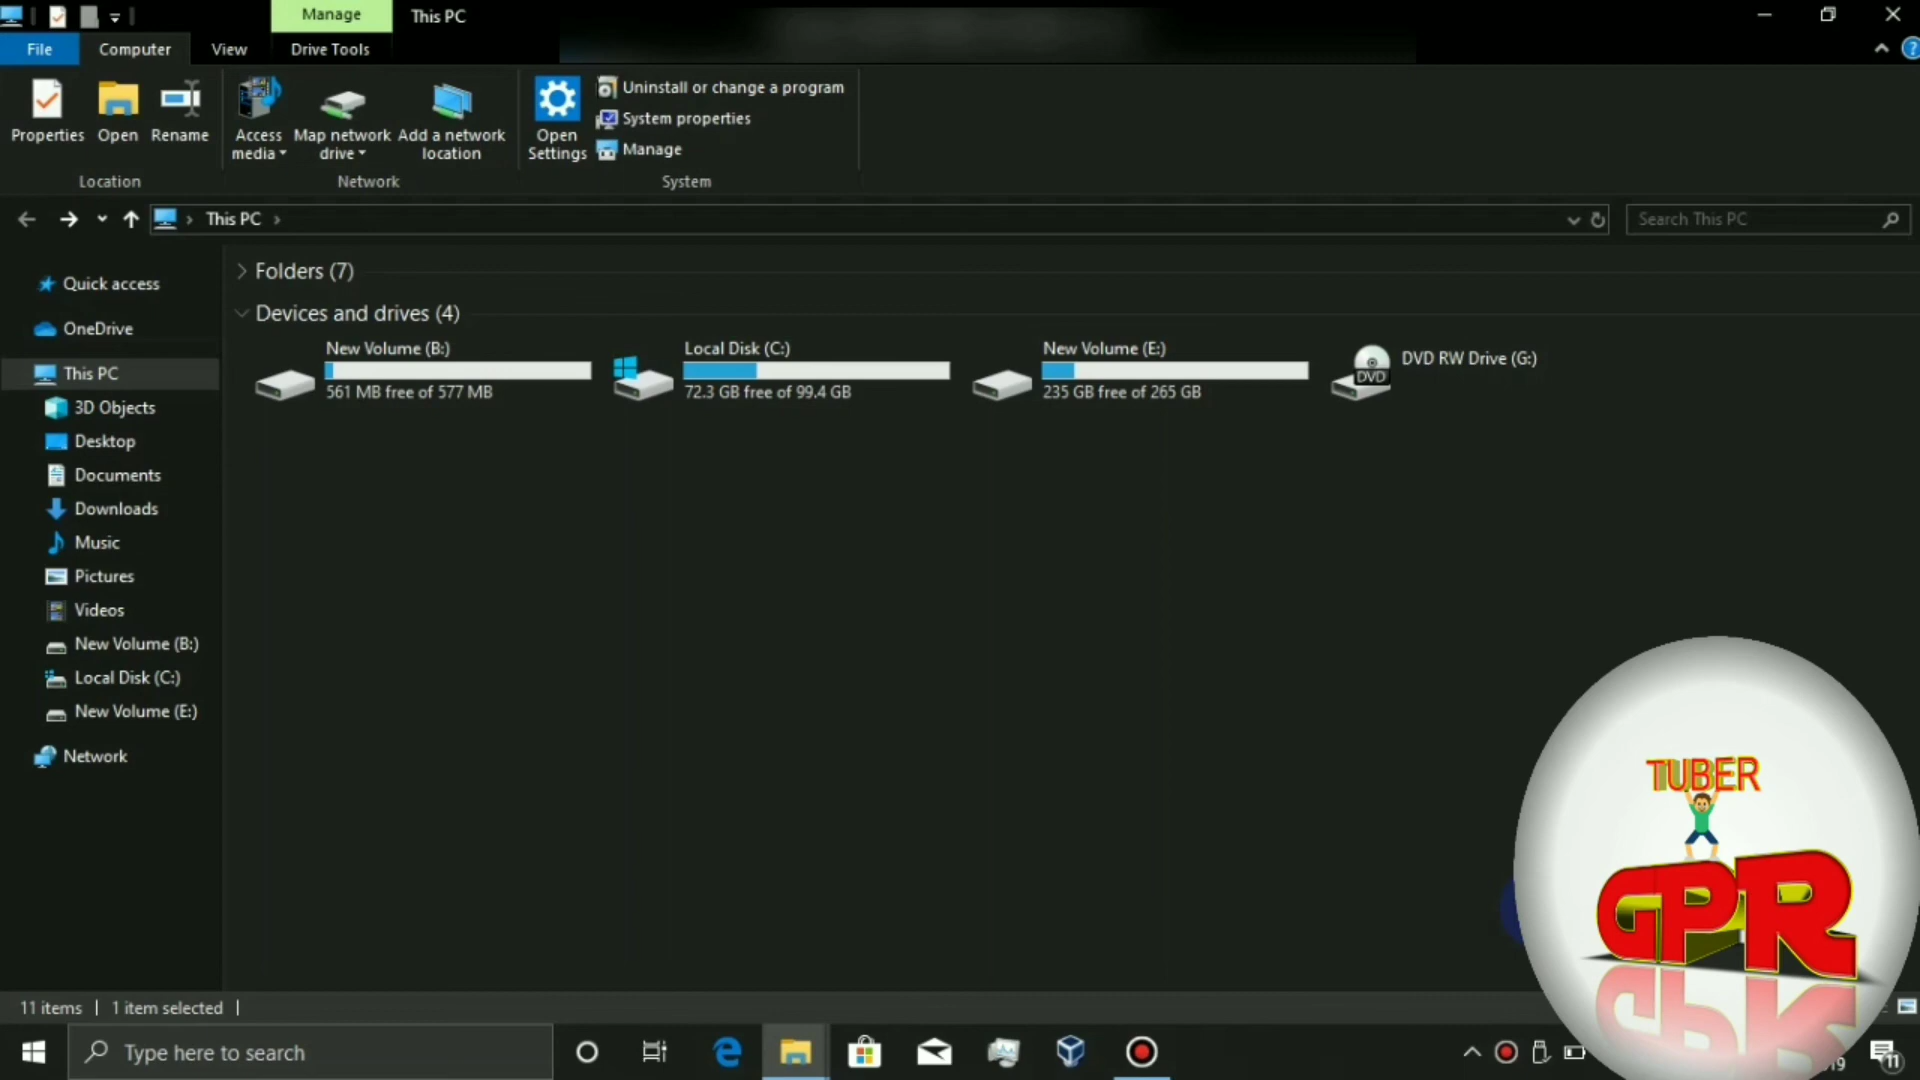 Manage
This PC
File
Computer
View
Drive Tools
Properties
Open
Rename
Access media
Map network drive
Add a network location
Open Settings
Uninstall or change a program
System properties
Manage
Location
Network
System
This PC
Search This PC
Quick access
OneDrive
This PC
3D Objects
Desktop
Documents
Downloads
Music
Pictures
Videos
New Volume (B:)
Local Disk (C:)
New Volume (E:)
Network
Folders (7)
Devices and drives (4)
New Volume (B:)
561 MB free of 577 MB
Local Disk (C:)
72.3 GB free of 99.4 GB
New Volume (E:)
235 GB free of 265 GB
DVD
DVD RW Drive (G:)
TUBER
GPR
11 items
1 item selected
Type here to search
19
11